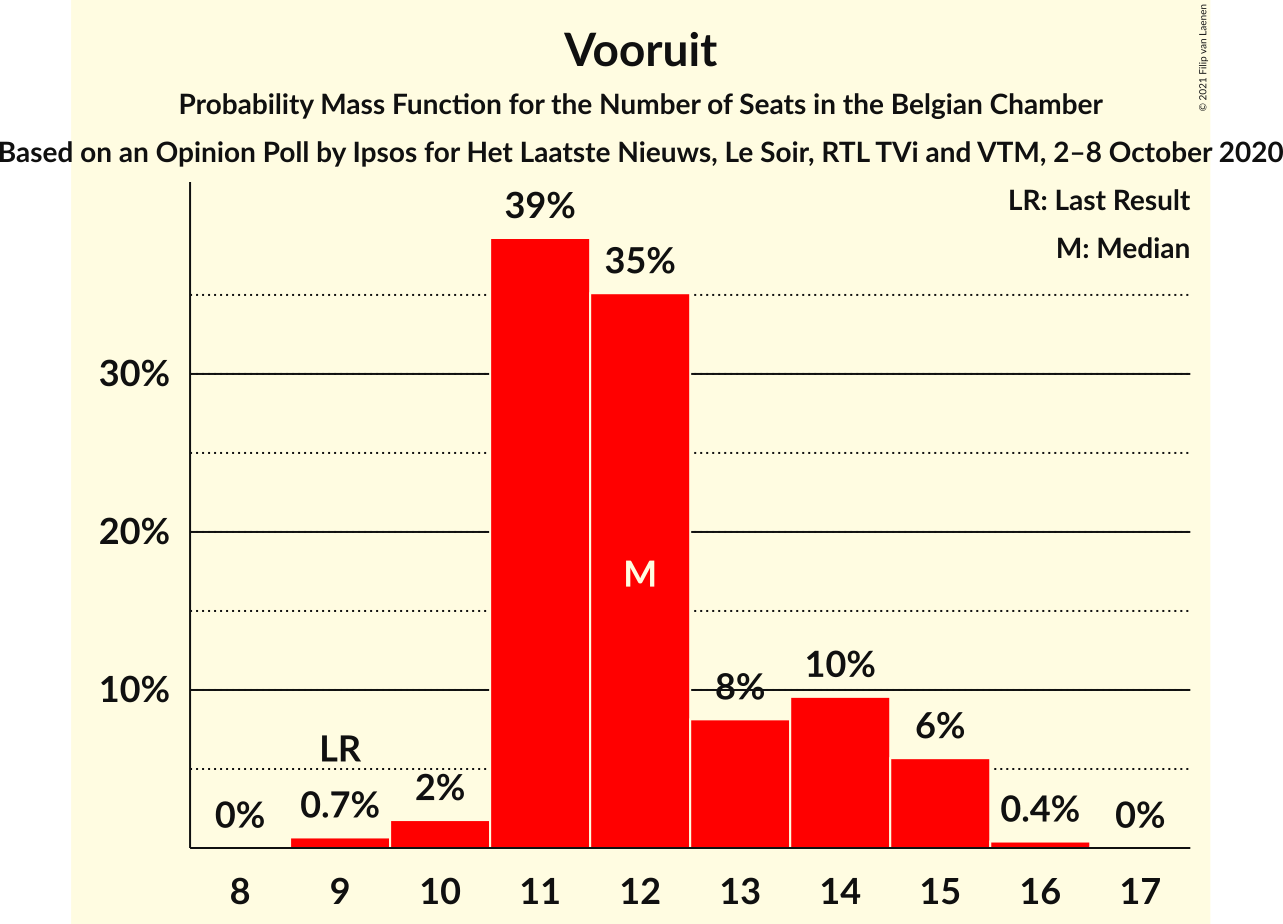 Vooruit
Probability Mass Function for the Number of Seats in the Belgian Chamber
Based on an Opinion Poll by Ipsos for Het Laatste Nieuws, Le Soir, RTL TVi and VTM, 2–8 October 2020
© 2021 Filip van Laenen
LR: Last Result
M: Median
39%
35%
30%
20%
M
10%
8%
10%
6%
LR
0%
0.7%
2%
0.4%
0%
8 9 10 11 12 13 14 15 16 17